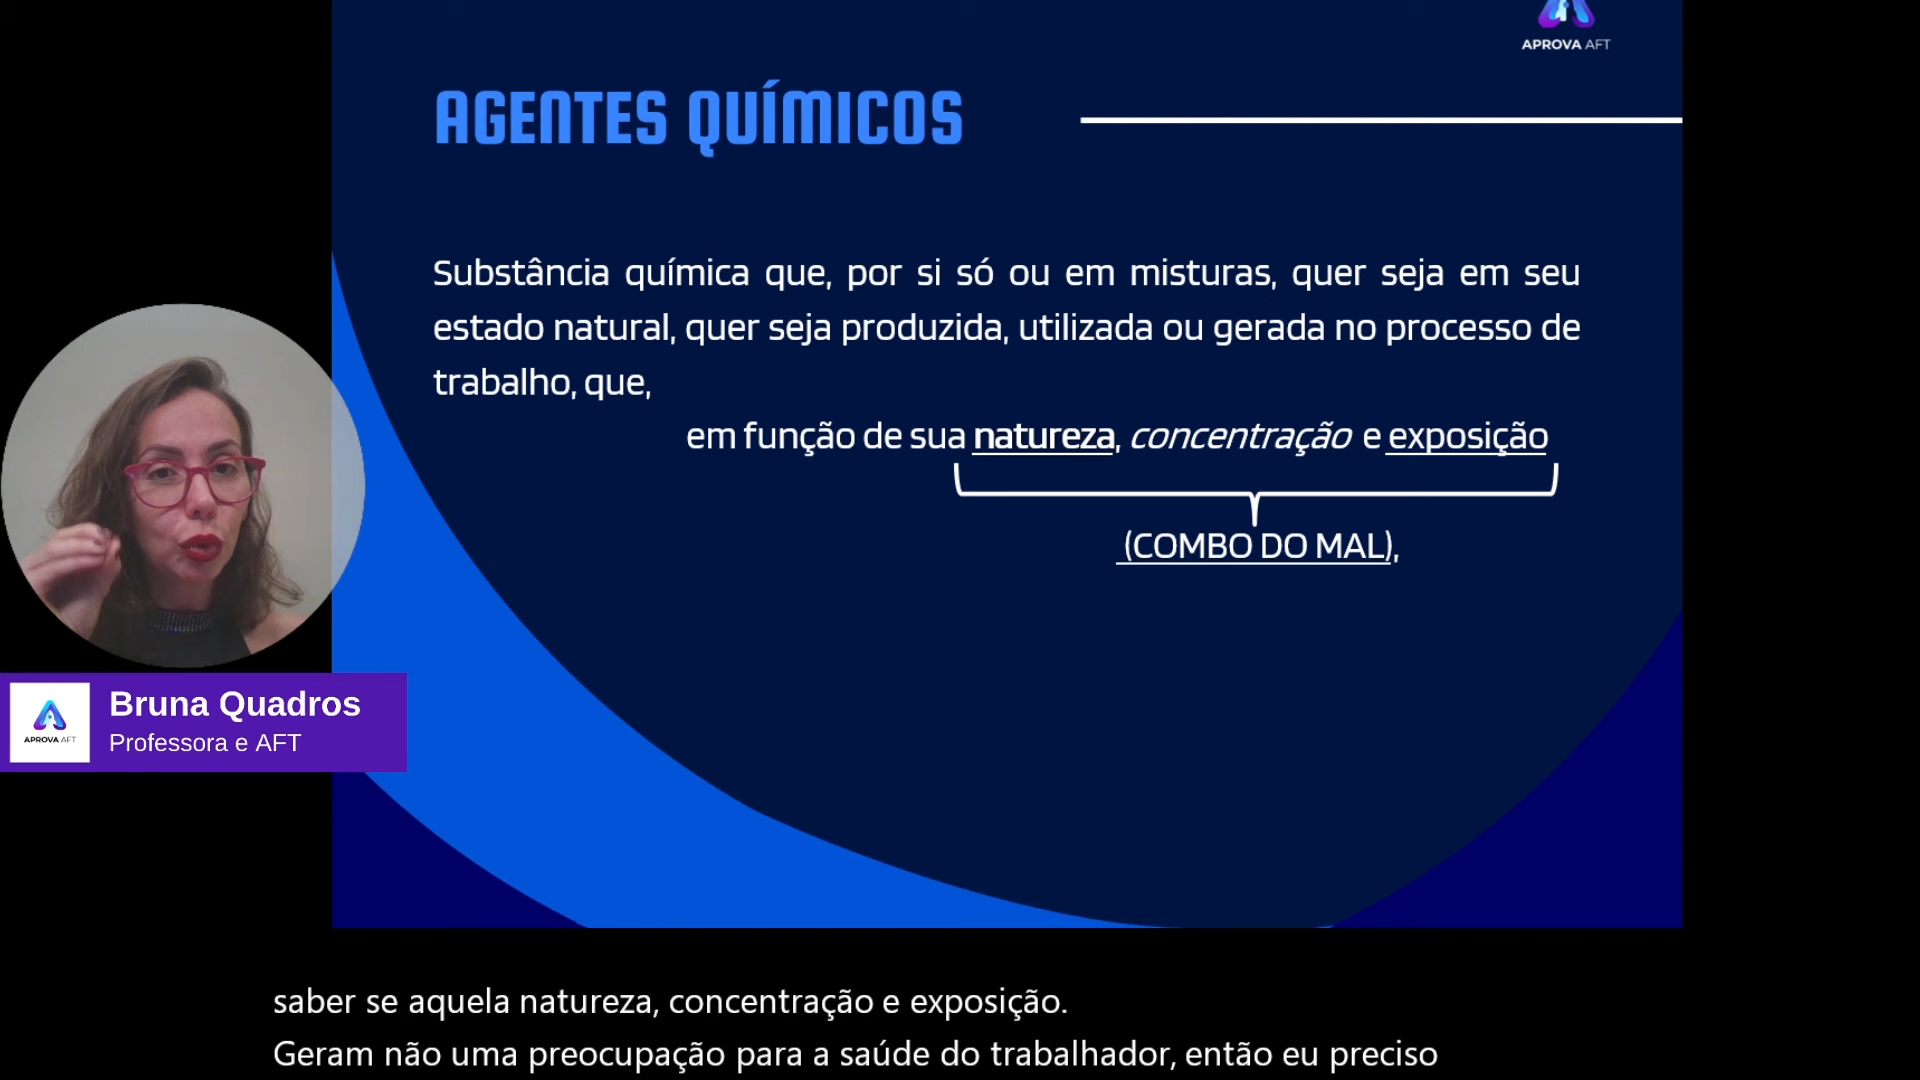 APROVA AFT
AGENTES QUÍMICOS
Substância química que, por si só ou em misturas, quer seja em seu
estado natural, quer seja produzida, utilizada ou gerada no processo de
trabalho, que,
em função de sua natureza, concentração e exposição
(COMBO DO MAL),
Bruna Quadros
Professora e AFT
APROVA AFT
saber se aquela natureza, concentração e exposição.
Geram não uma preocupação para a saúde do trabalhador, então eu preciso